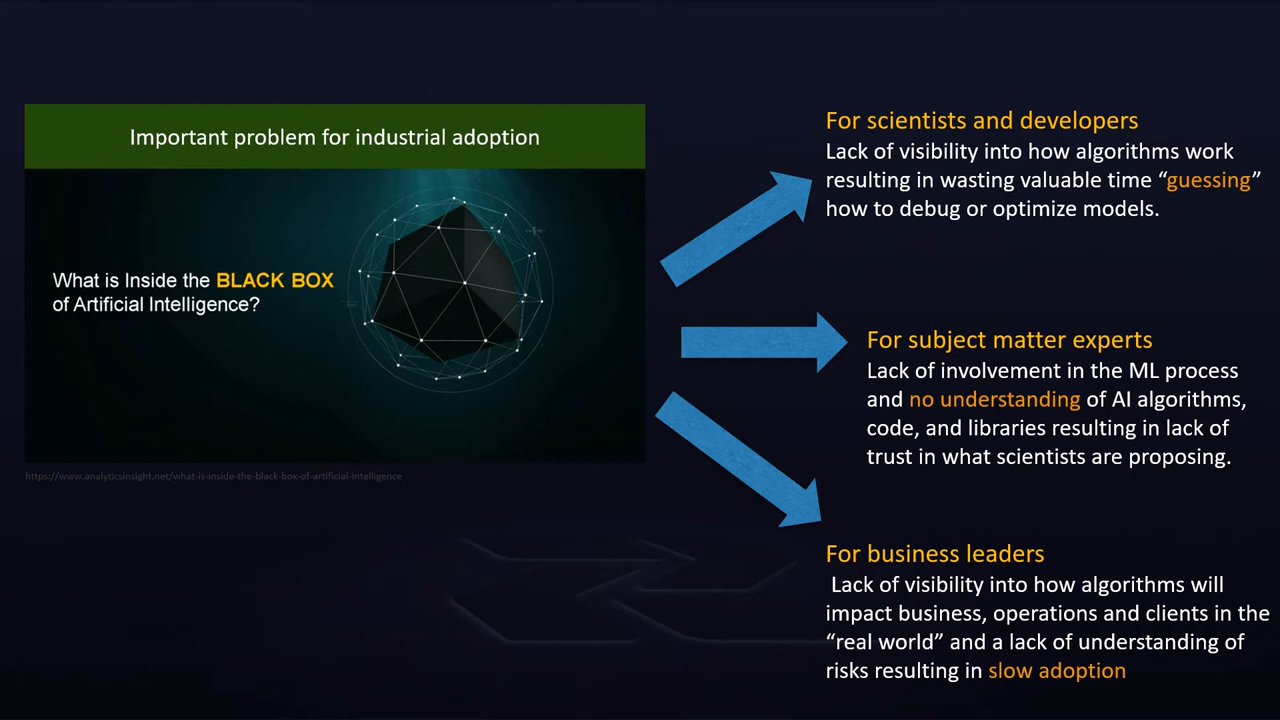 Important problem for industrial adoption
What is Inside the BLACK BOX
of Artificial Intelligence?
https://www.analyticsinsight.net/what-is-inside-the-black-box-of-artificial-intelligence
For scientists and developers
Lack of visibility into how algorithms work
resulting in wasting valuable time “guessing”
how to debug or optimize models.
For subject matter experts
Lack of involvement in the ML process
and no understanding of AI algorithms,
code, and libraries resulting in lack of
trust in what scientists are proposing.
For business leaders
Lack of visibility into how algorithms will
impact business, operations and clients in the
“real world” and a lack of understanding of
risks resulting in slow adoption